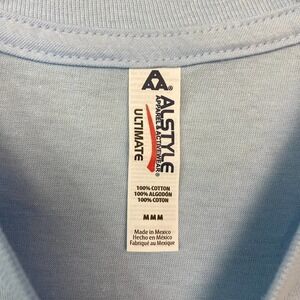 AA®
ALSTYLE
APPAREL & ACTIVEWEAR®
ULTIMATE
100% COTTON
100% ALGODÓN
100% COTON
M M M
Made in Mexico
Hecho en México
Fabriqué au Mexique